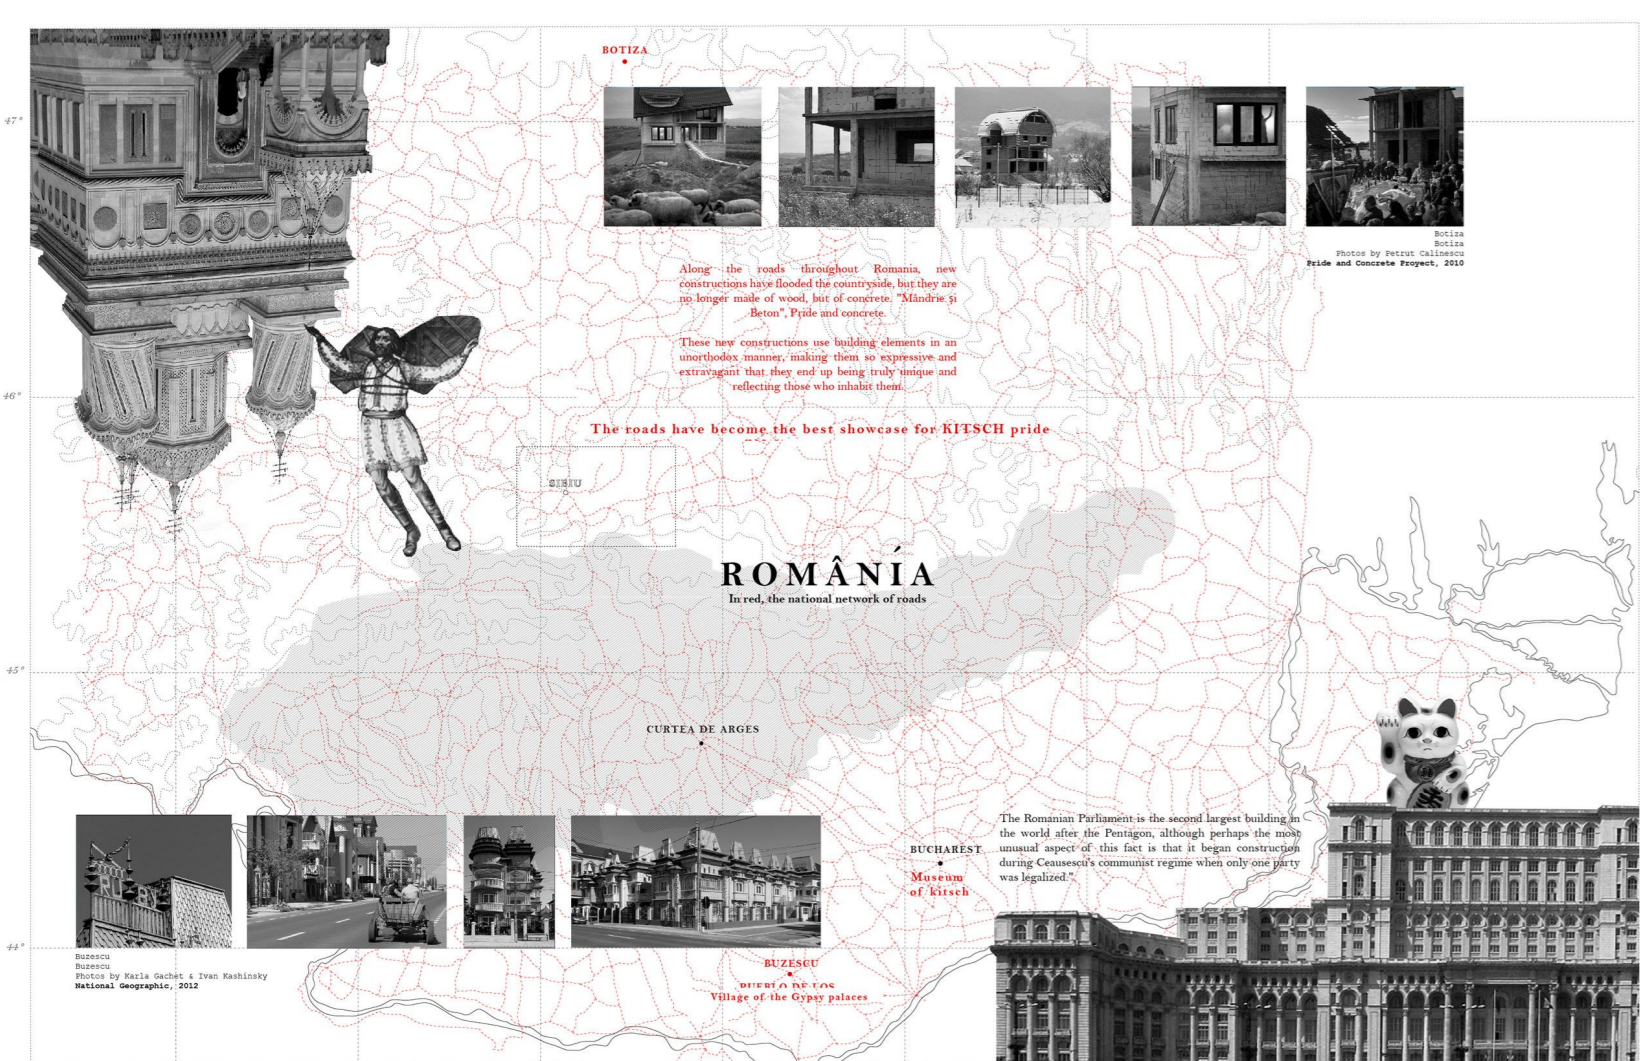 BOTIZA
47°
Botiza
Botiza
Photos by Petrut Calinescu
Pride and Concrete Proyect, 2010
Along the roads throughout Romania, new
constructions have flooded the countryside, but they are
no longer made of wood, but of concrete. "Mândrie şi
Beton", Pride and concrete.
These new constructions use building elements in an
unorthodox manner, making them so expressive and
extravagant that they end up being truly unique and
reflecting those who inhabit them.
46°
The roads have become the best showcase for KITSCH pride
SIBIU
ROMÂNÍA
In red, the national network of roads
45°
CURTEA DE ARGES
The Romanian Parliament is the second largest building in
the world after the Pentagon, although perhaps the most
unusual aspect of this fact is that it began construction
during Ceausescu's communist regime when only one party
was legalized."
BUCHAREST
Museum
of kitsch
44°
Buzescu
Buzescu
Photos by Karla Gachet & Ivan Kashinsky
National Geographic, 2012
BUZESCU
PUEBLO DE LOS
Village of the Gypsy palaces